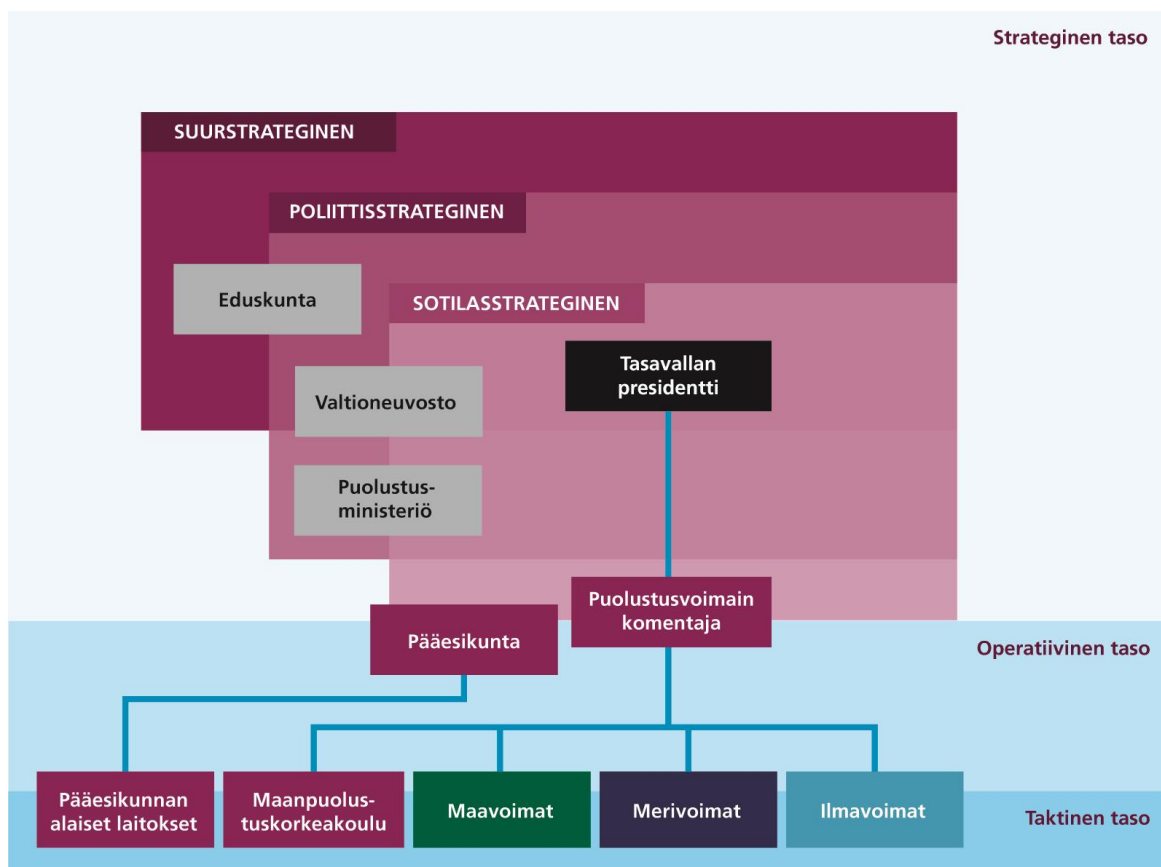 Strateginen taso
SUURSTRATEGINEN
POLIITTISSTRATEGINEN
Eduskunta
SOTILASSTRATEGINEN
Tasavallan
presidentti
Valtioneuvosto
Puolustus-
ministeriö
Puolustusvoimain
komentaja
Pääesikunta
Operatiivinen taso
Pääesikunnan
alaiset laitokset
Maanpuolus-
tuskorkeakoulu
Maavoimat
Merivoimat
Ilmavoimat
Taktinen taso